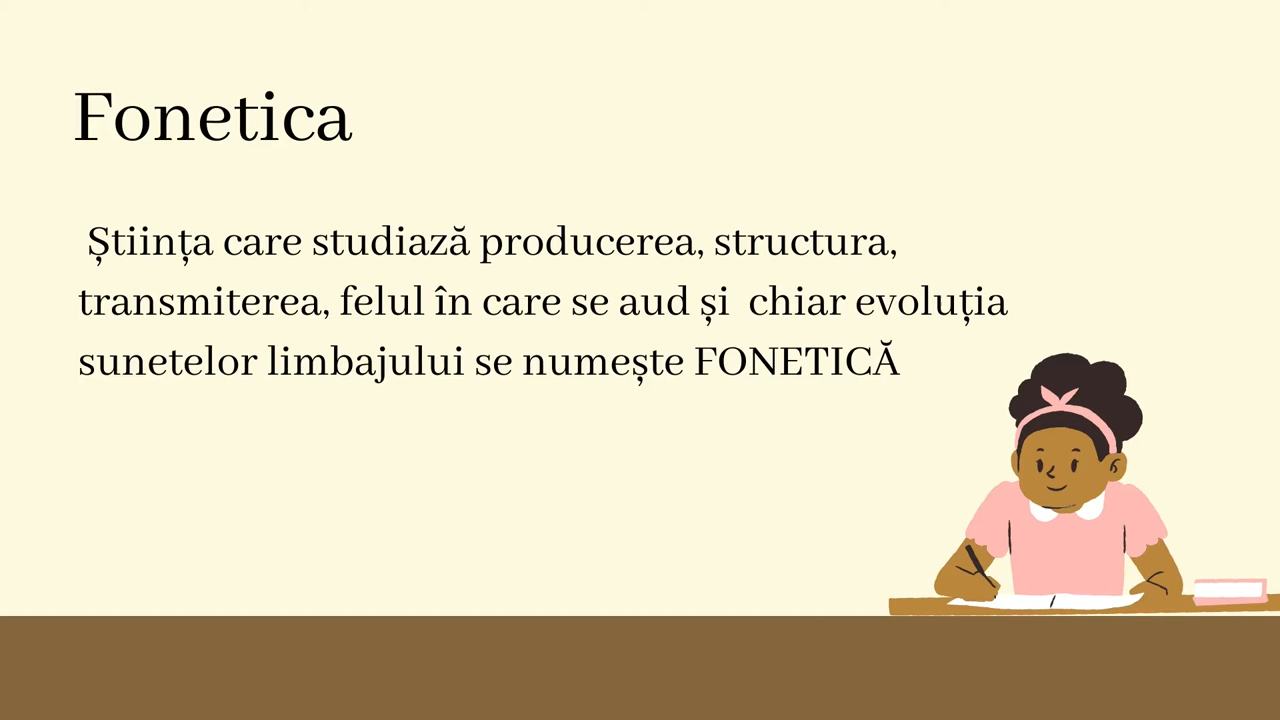 Fonetica
Știința care studiază producerea, structura,
transmiterea, felul în care se aud și  chiar evoluția
sunetelor limbajului se numește FONETICĂ